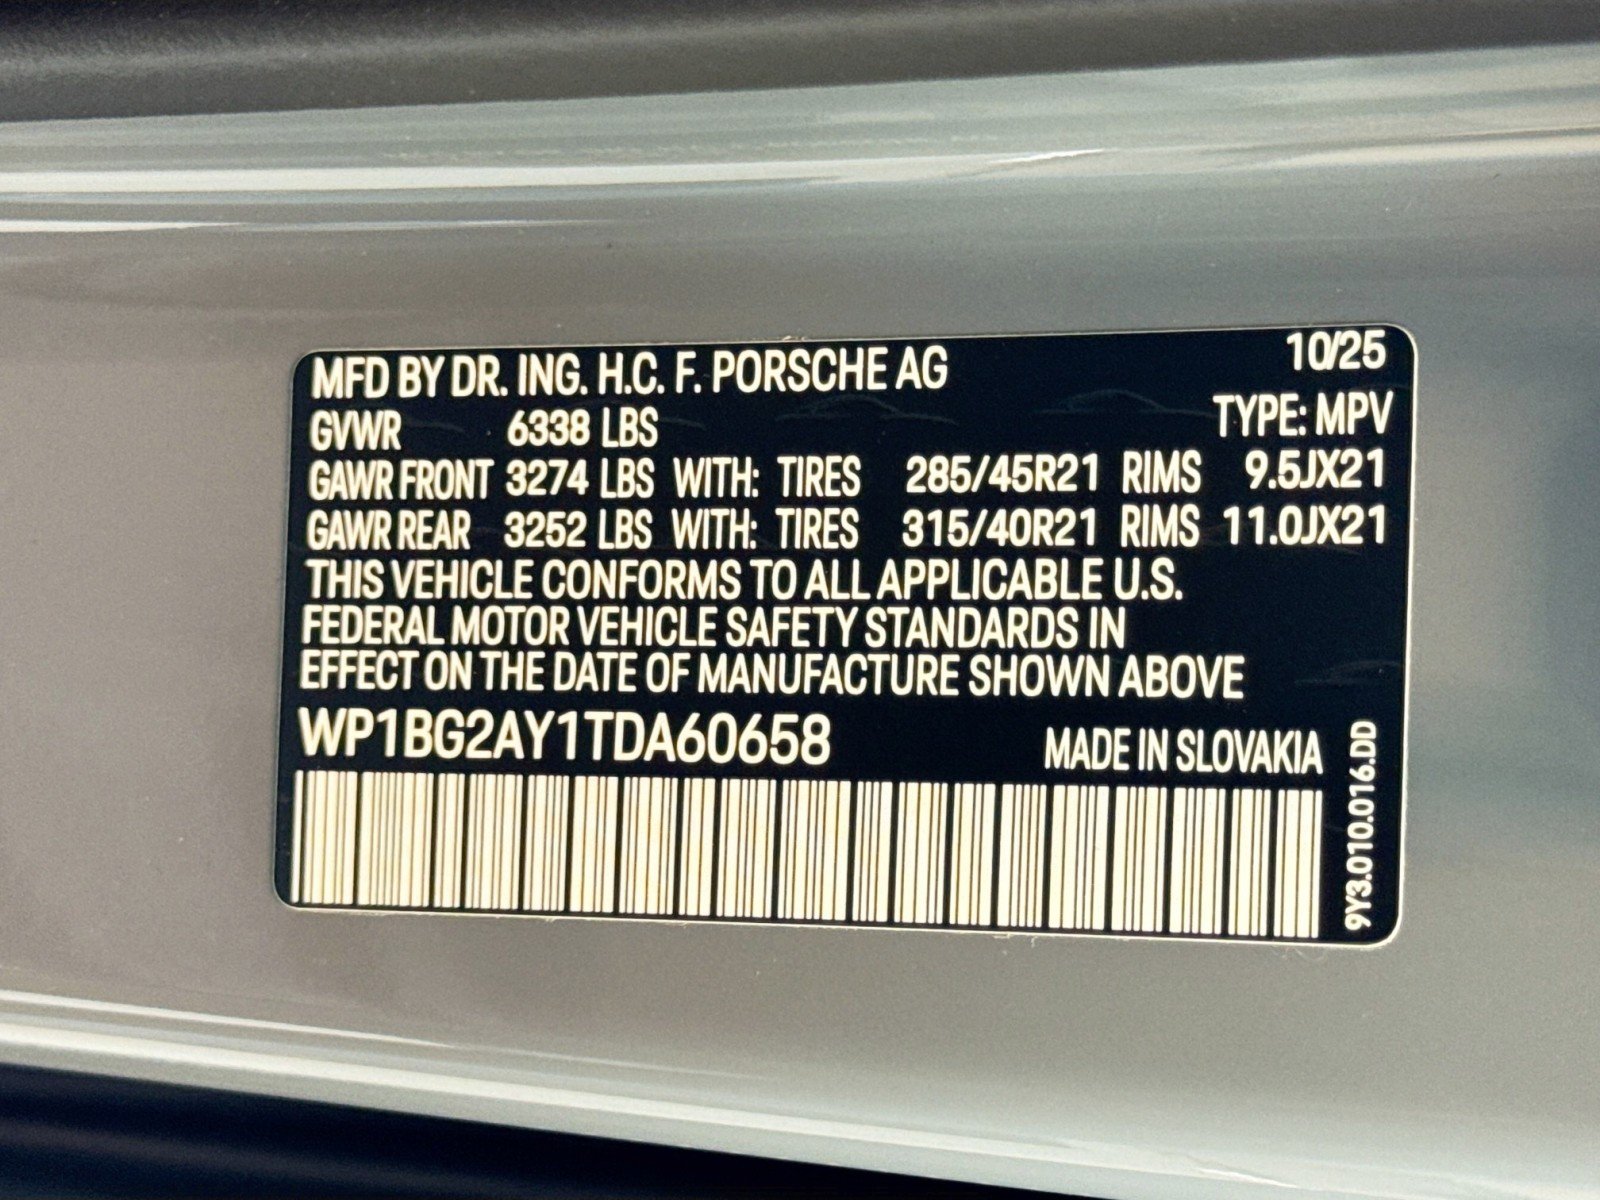 MFD BY DR. ING. H.C. F. PORSCHE AG 10/25
GVWR 6338 LBS TYPE: MPV
GAWR FRONT 3274 LBS WITH: TIRES 285/45R21 RIMS 9.5JX21
GAWR REAR 3252 LBS WITH: TIRES 315/40R21 RIMS 11.0JX21
THIS VEHICLE CONFORMS TO ALL APPLICABLE U.S.
FEDERAL MOTOR VEHICLE SAFETY STANDARDS IN
EFFECT ON THE DATE OF MANUFACTURE SHOWN ABOVE
WP1BG2AY1TDA60658 MADE IN SLOVAKIA
9Y3.010.016.DD